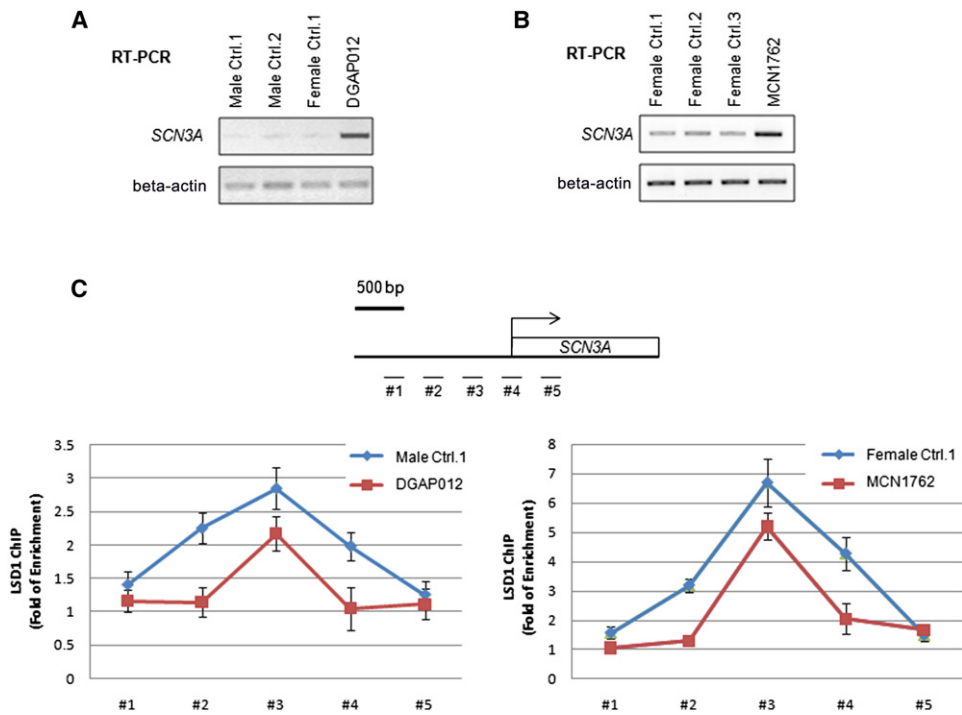 A
RT-PCR
Male Ctrl.1
Male Ctrl.2
Female Ctrl.1
DGAP012
SCN3A
beta-actin
B
RT-PCR
Female Ctrl.1
Female Ctrl.2
Female Ctrl.3
MCN1762
SCN3A
beta-actin
C
500 bp
SCN3A
#1 #2 #3 #4 #5
LSD1 ChIP
(Fold of Enrichment)
3.5
3
2.5
2
1.5
1
0.5
0
Male Ctrl.1
DGAP012
#1 #2 #3 #4 #5
LSD1 ChIP
(Fold of Enrichment)
8
7
6
5
4
3
2
1
0
Female Ctrl.1
MCN1762
#1 #2 #3 #4 #5